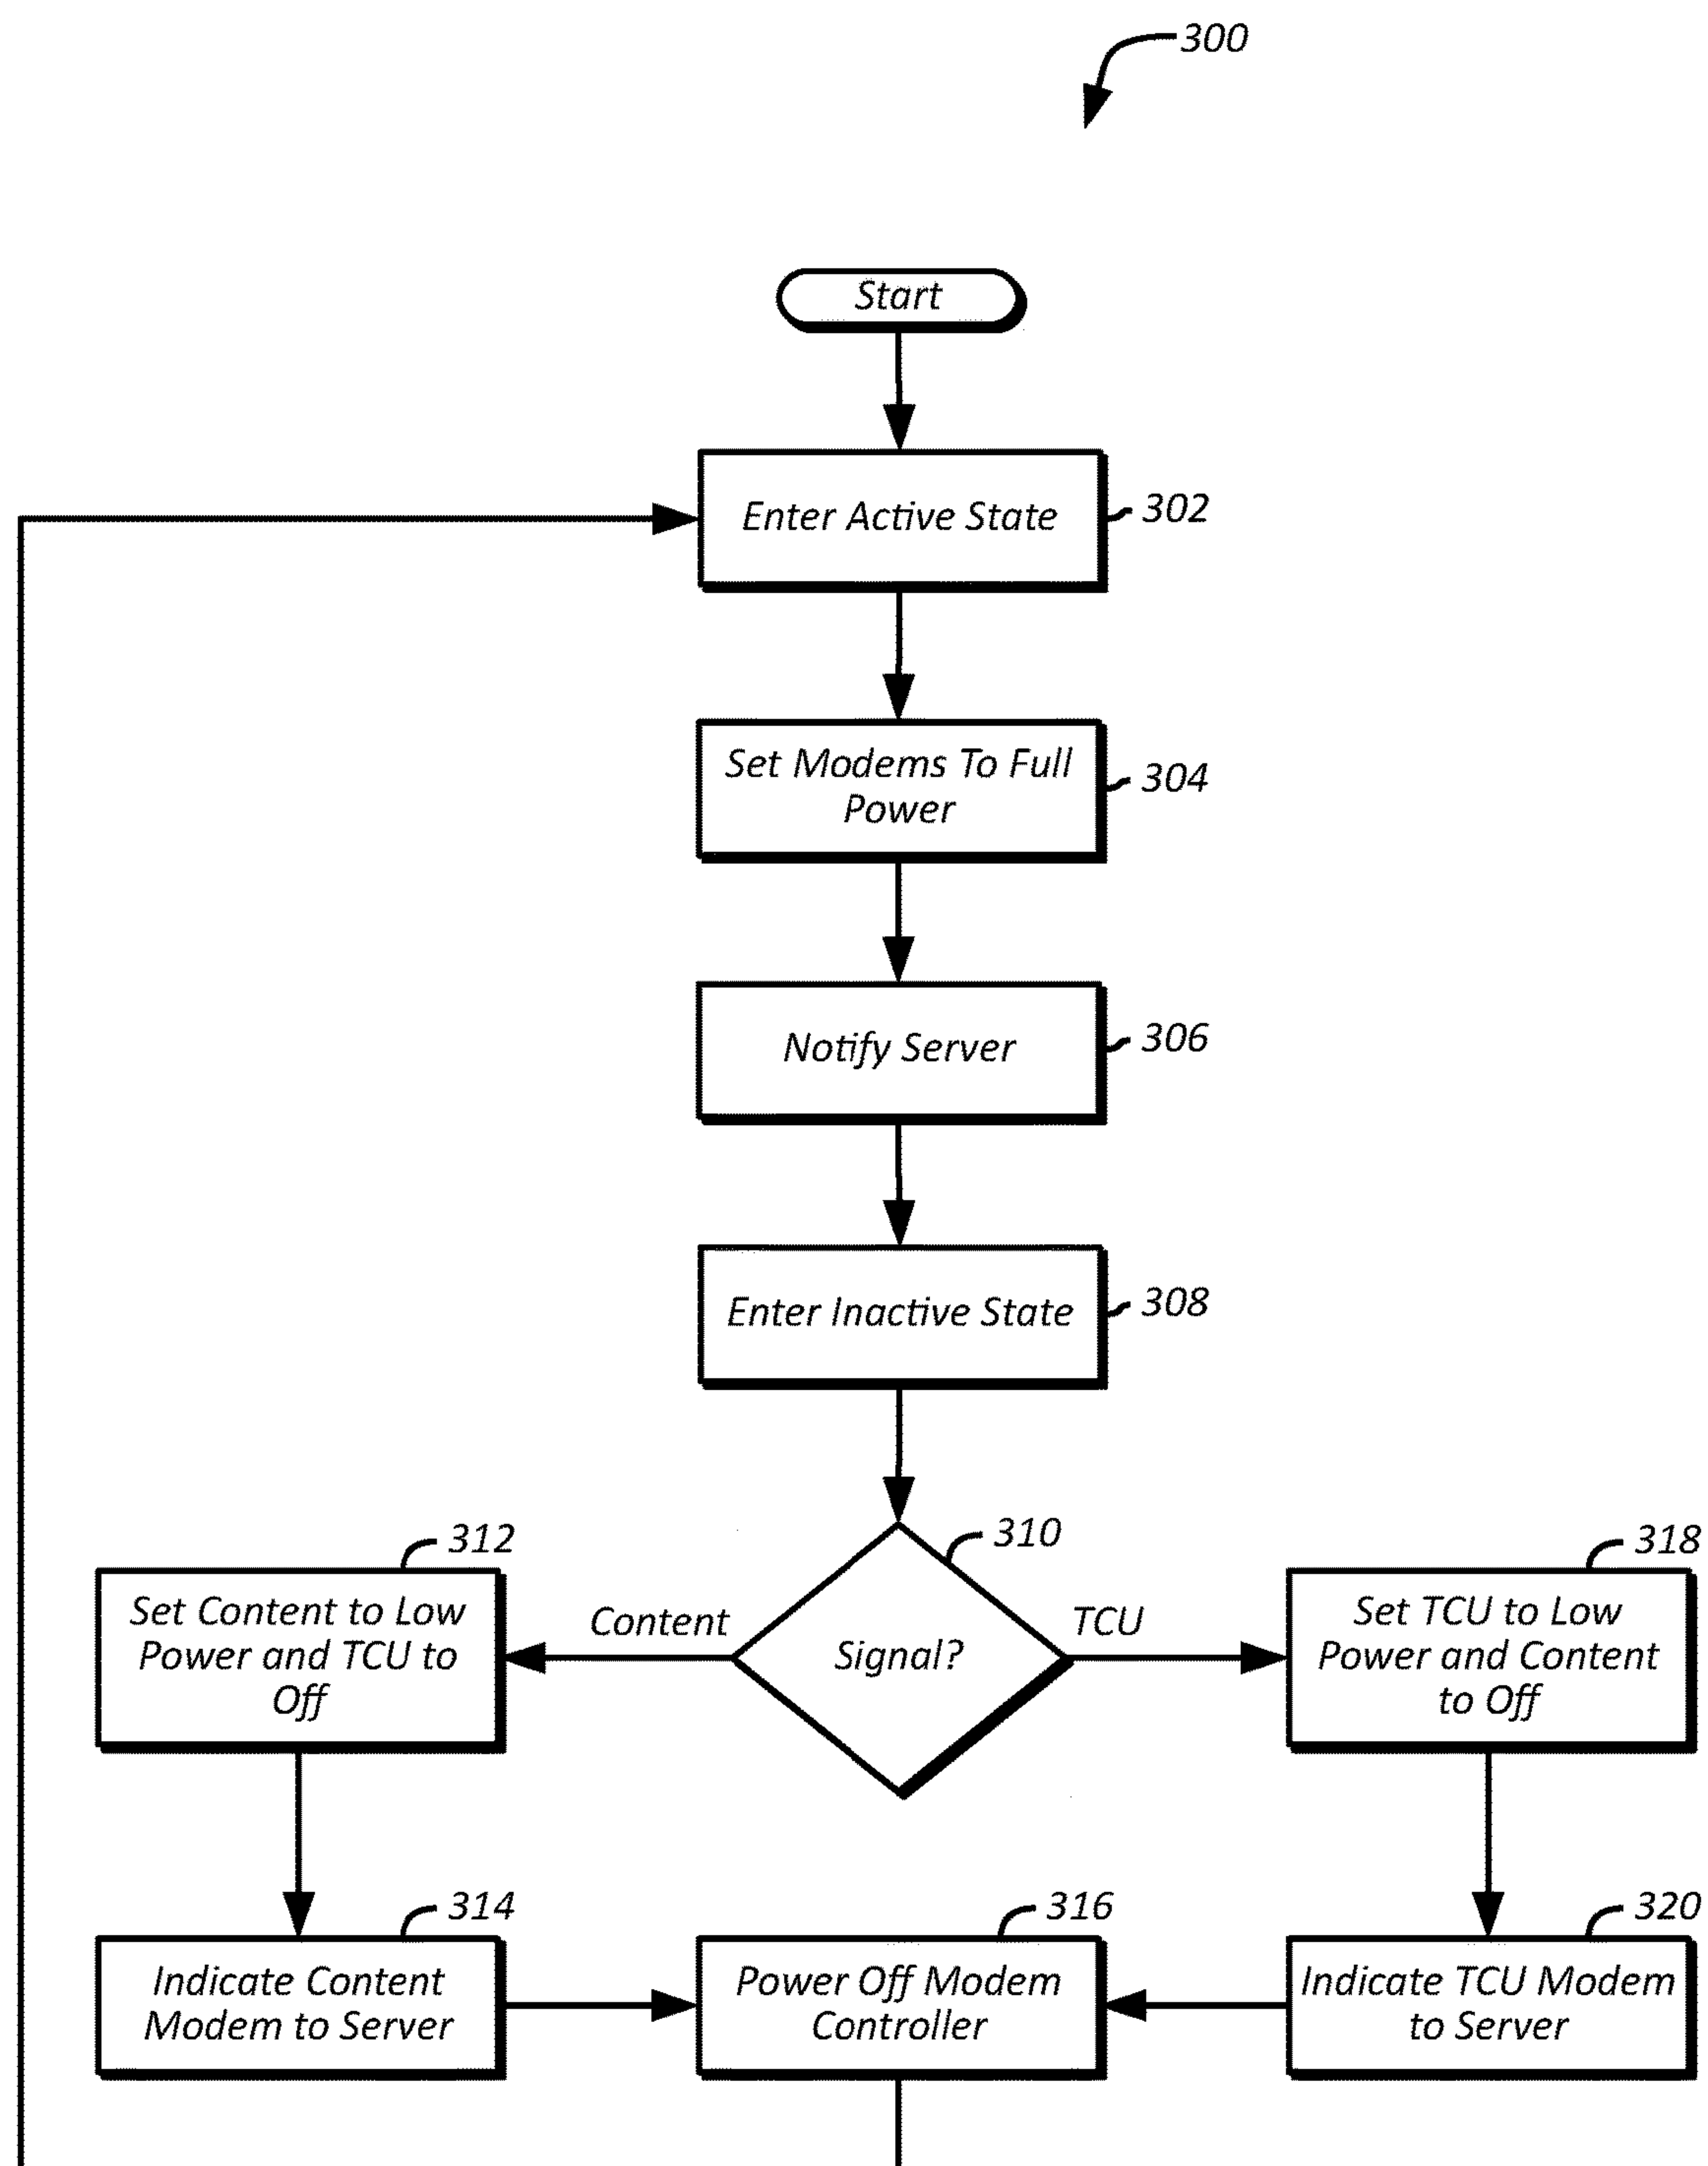 300
Start
Enter Active State
302
Set Modems To Full
Power
304
Notify Server
306
Enter Inactive State
308
310
312
318
Set Content to Low
Power and TCU to
Off
Content
Signal?
TCU
Set TCU to Low
Power and Content
to Off
314
316
320
Indicate Content
Modem to Server
Power Off Modem
Controller
Indicate TCU Modem
to Server